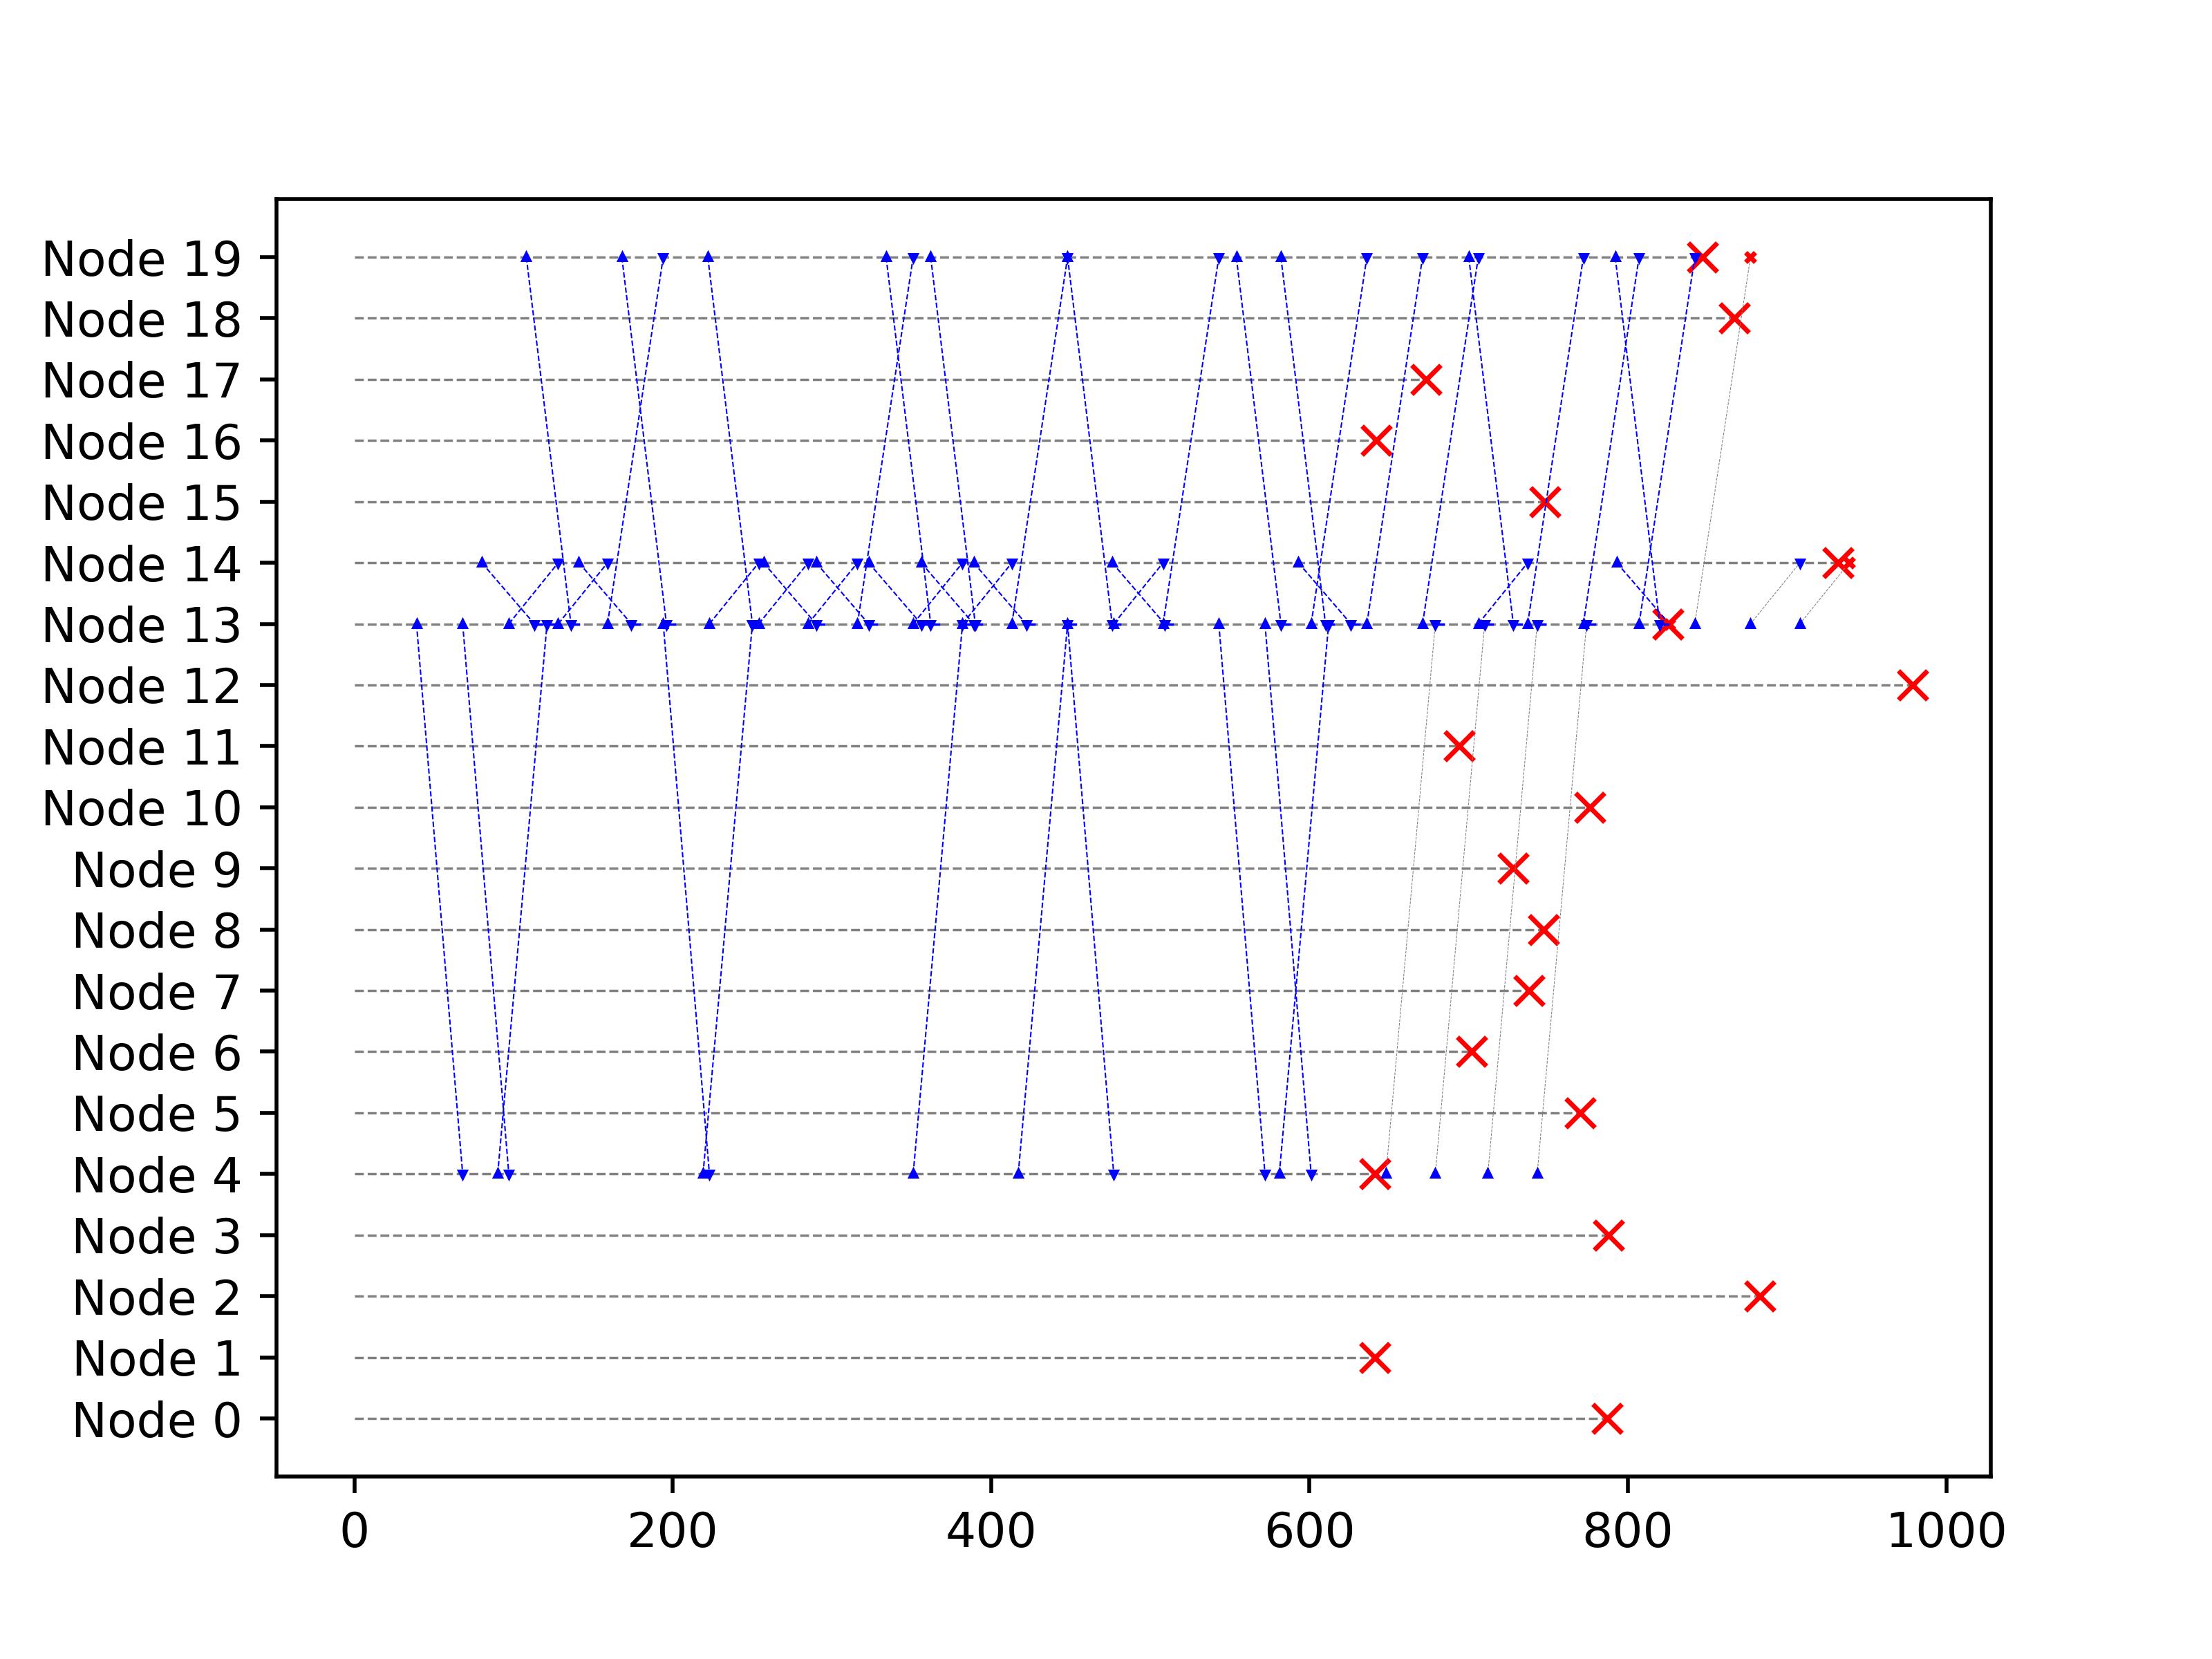 Node 19
Node 18
Node 17
Node 16
Node 15
Node 14
Node 13
Node 12
Node 11
Node 10
Node 9
Node 8
Node 7
Node 6
Node 5
Node 4
Node 3
Node 2
Node 1
Node 0
0 200 400 600 800 1000